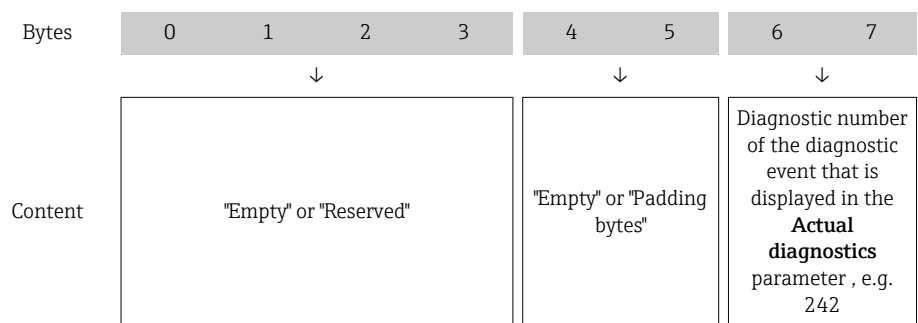 Bytes 0 1 2 3 4 5 6 7
↓ ↓ ↓
Content
"Empty" or "Reserved"
"Empty" or "Padding
bytes"
Diagnostic number
of the diagnostic
event that is
displayed in the
Actual
diagnostics
parameter , e.g.
242